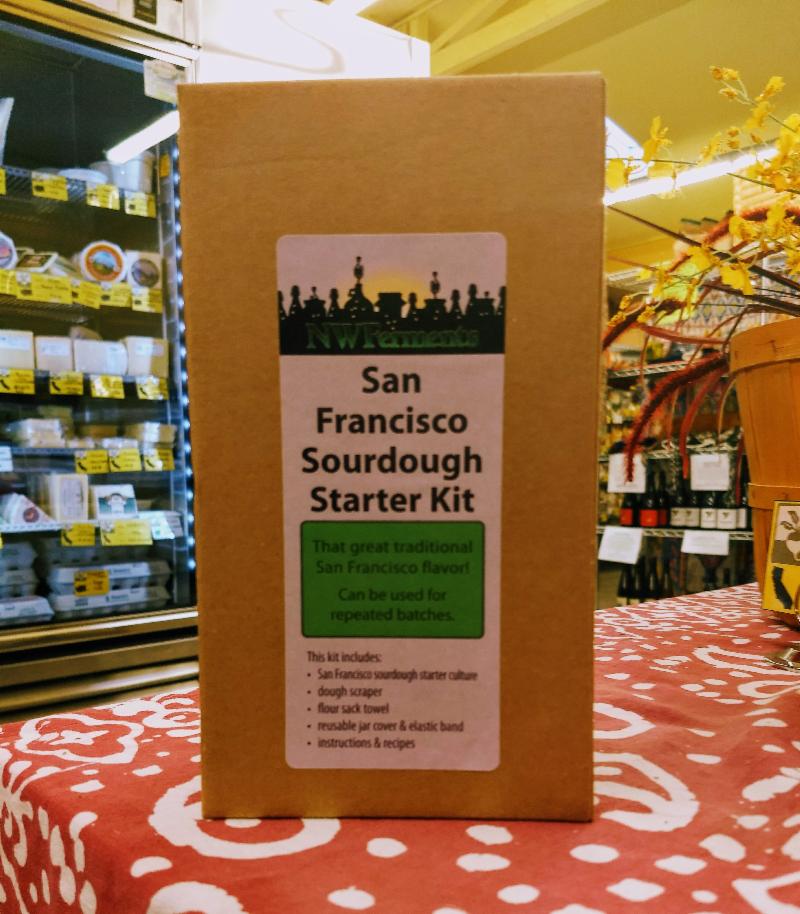 NWFerments
San
Francisco
Sourdough
Starter Kit
That great traditional
San Francisco flavor!
Can be used for
repeated batches.
This kit includes:
• San Francisco sourdough starter culture
• dough scraper
• flour sack towel
• reusable jar cover & elastic band
• instructions & recipes